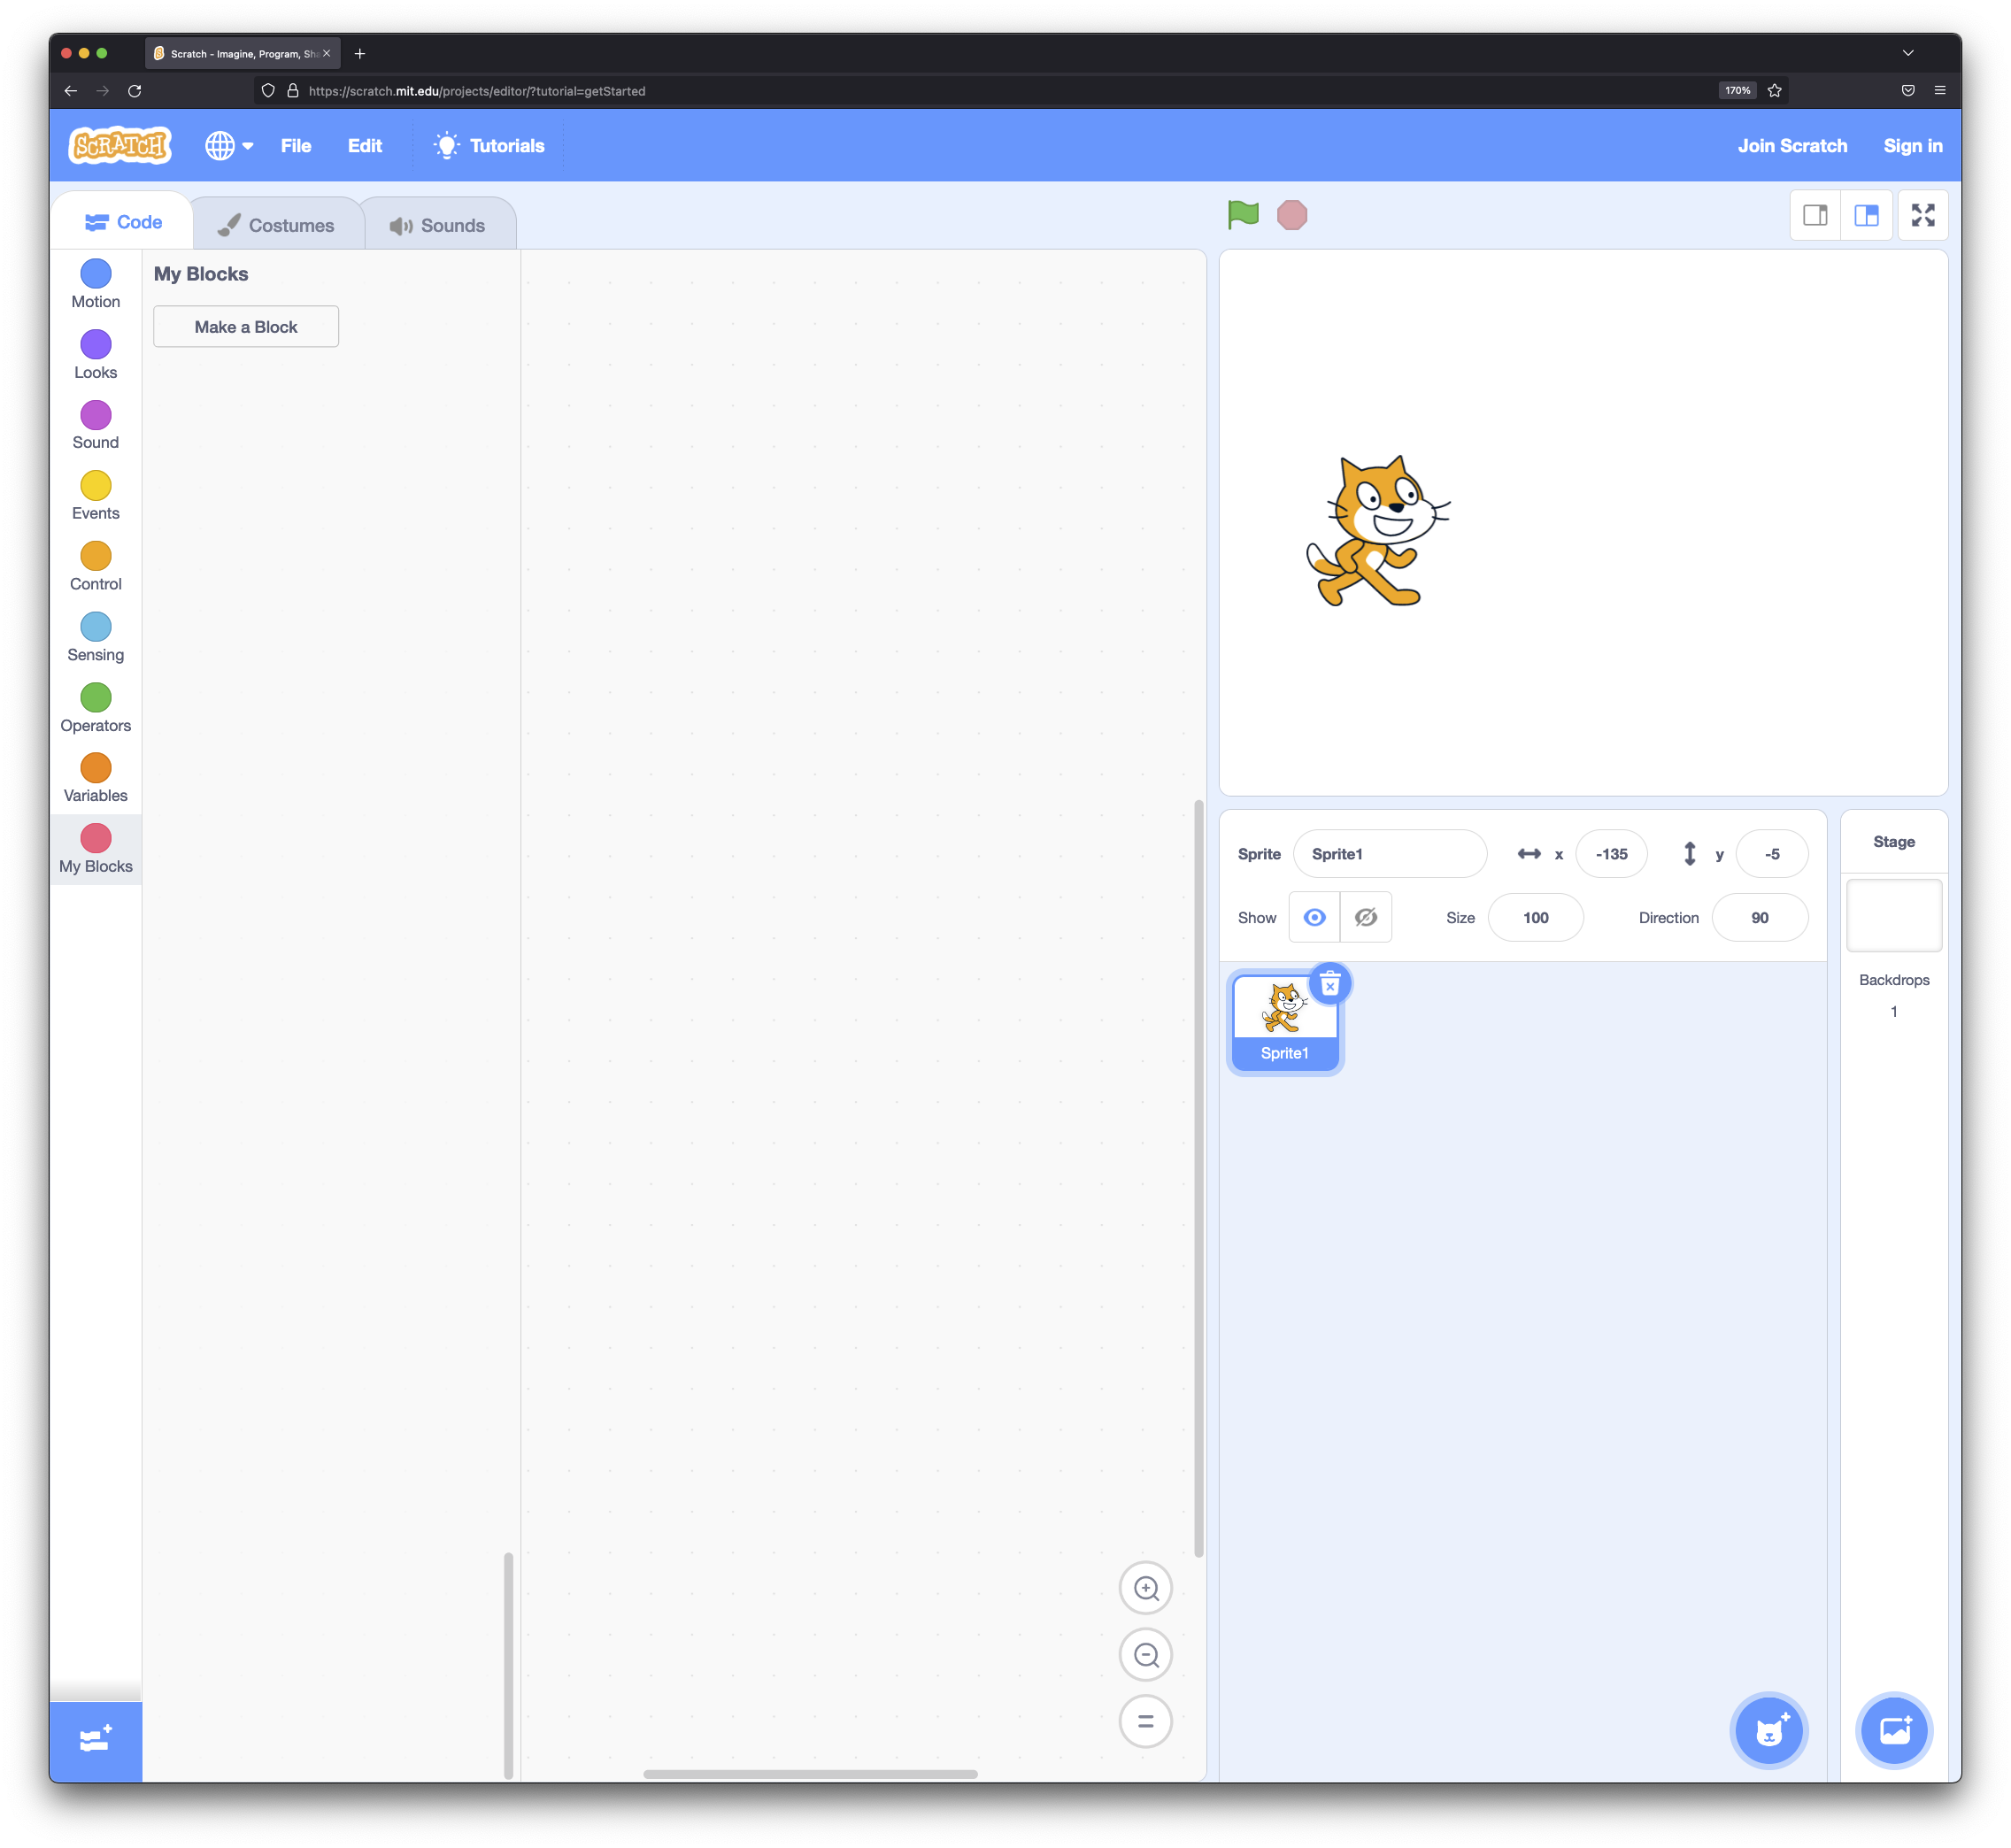 Scratch - Imagine, Program, Sha
https://scratch.mit.edu/projects/editor/?tutorial=getStarted
170%
SCRATCH
File
Edit
Tutorials
Join Scratch
Sign in
Code
Costumes
Sounds
Motion
Looks
Sound
Events
Control
Sensing
Operators
Variables
My Blocks
My Blocks
Make a Block
Sprite Sprite1 x -135 y -5
Show Size 100 Direction 90
Sprite1
Stage
Backdrops
1